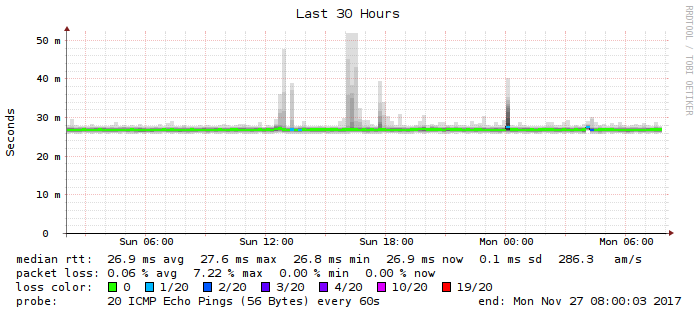 Last 30 Hours
RRDTOOL / TOBI OETIKER
Seconds
50 m
40 m
30 m
20 m
10 m
0
Sun 06:00 Sun 12:00 Sun 18:00 Mon 00:00 Mon 06:00
median rtt: 26.9 ms avg 27.6 ms max 26.8 ms min 26.9 ms now 0.1 ms sd 286.3 am/s
packet loss: 0.06 % avg 7.22 % max 0.00 % min 0.00 % now
loss color: 0 1/20 2/20 3/20 4/20 10/20 19/20
probe: 20 ICMP Echo Pings (56 Bytes) every 60s end: Mon Nov 27 08:00:03 2017